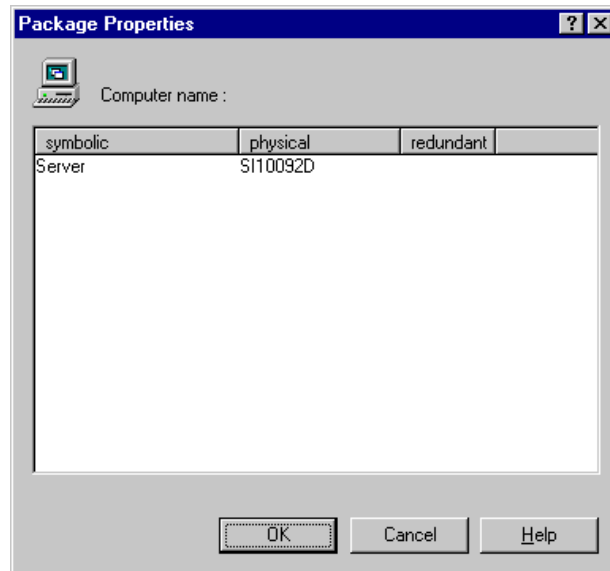 Package Properties
Computer name :
symbolic physical redundant
Server SI10092D
OK Cancel Help